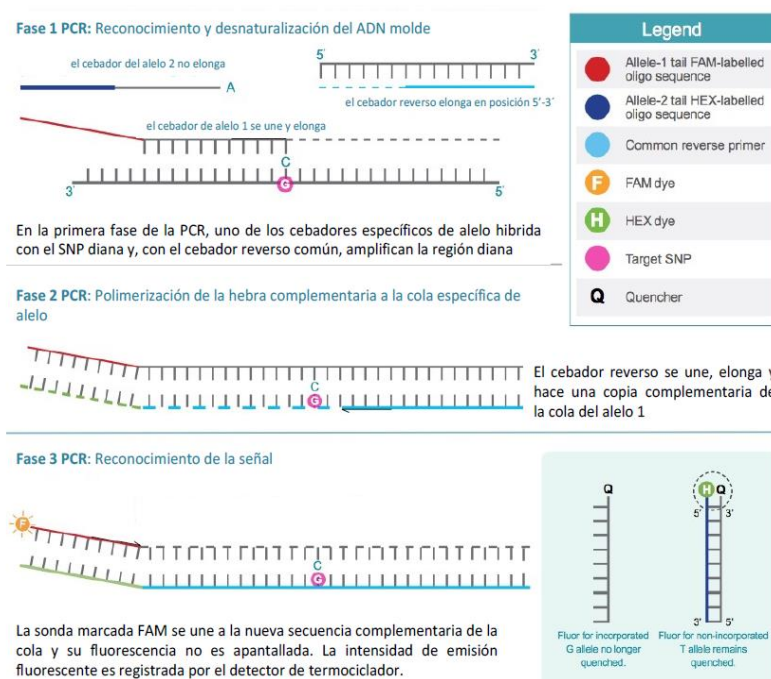 Fase 1 PCR: Reconocimiento y desnaturalización del ADN molde
el cebador del alelo 2 no elonga
A
5´
3´
el cebador reverso elonga en posición 5'-3´
el cebador de alelo 1 se une y elonga
C
G
3´
5´
En la primera fase de la PCR, uno de los cebadores específicos de alelo hibrida
con el SNP diana y, con el cebador reverso común, amplifican la región diana
Legend
Allele-1 tail FAM-labelled
oligo sequence
Allele-2 tail HEX-labelled
oligo sequence
Common reverse primer
F FAM dye
H HEX dye
Target SNP
Q Quencher
Fase 2 PCR: Polimerización de la hebra complementaria a la cola específica de
alelo
C
G
El cebador reverso se une, elonga y
hace una copia complementaria de
la cola del alelo 1
Fase 3 PCR: Reconocimiento de la señal
F
C
G
La sonda marcada FAM se une a la nueva secuencia complementaria de la
cola y su fluorescencia no es apantallada. La intensidad de emisión
fluorescente es registrada por el detector de termociclador.
Q
H Q
5' 3'
3' 5'
Fluor for incorporated
G allele no longer
quenched.
Fluor for non-incorporated
T allele remains
quenched.